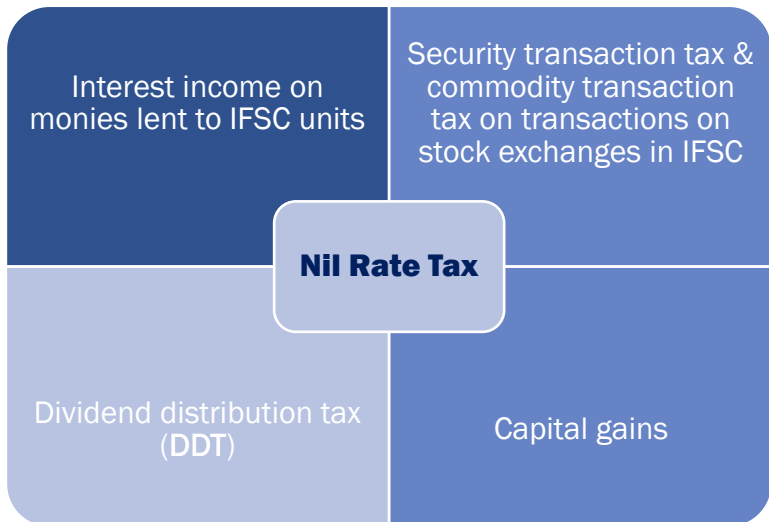 Interest income on
monies lent to IFSC units
Security transaction tax &
commodity transaction
tax on transactions on
stock exchanges in IFSC
Nil Rate Tax
Dividend distribution tax
(DDT)
Capital gains